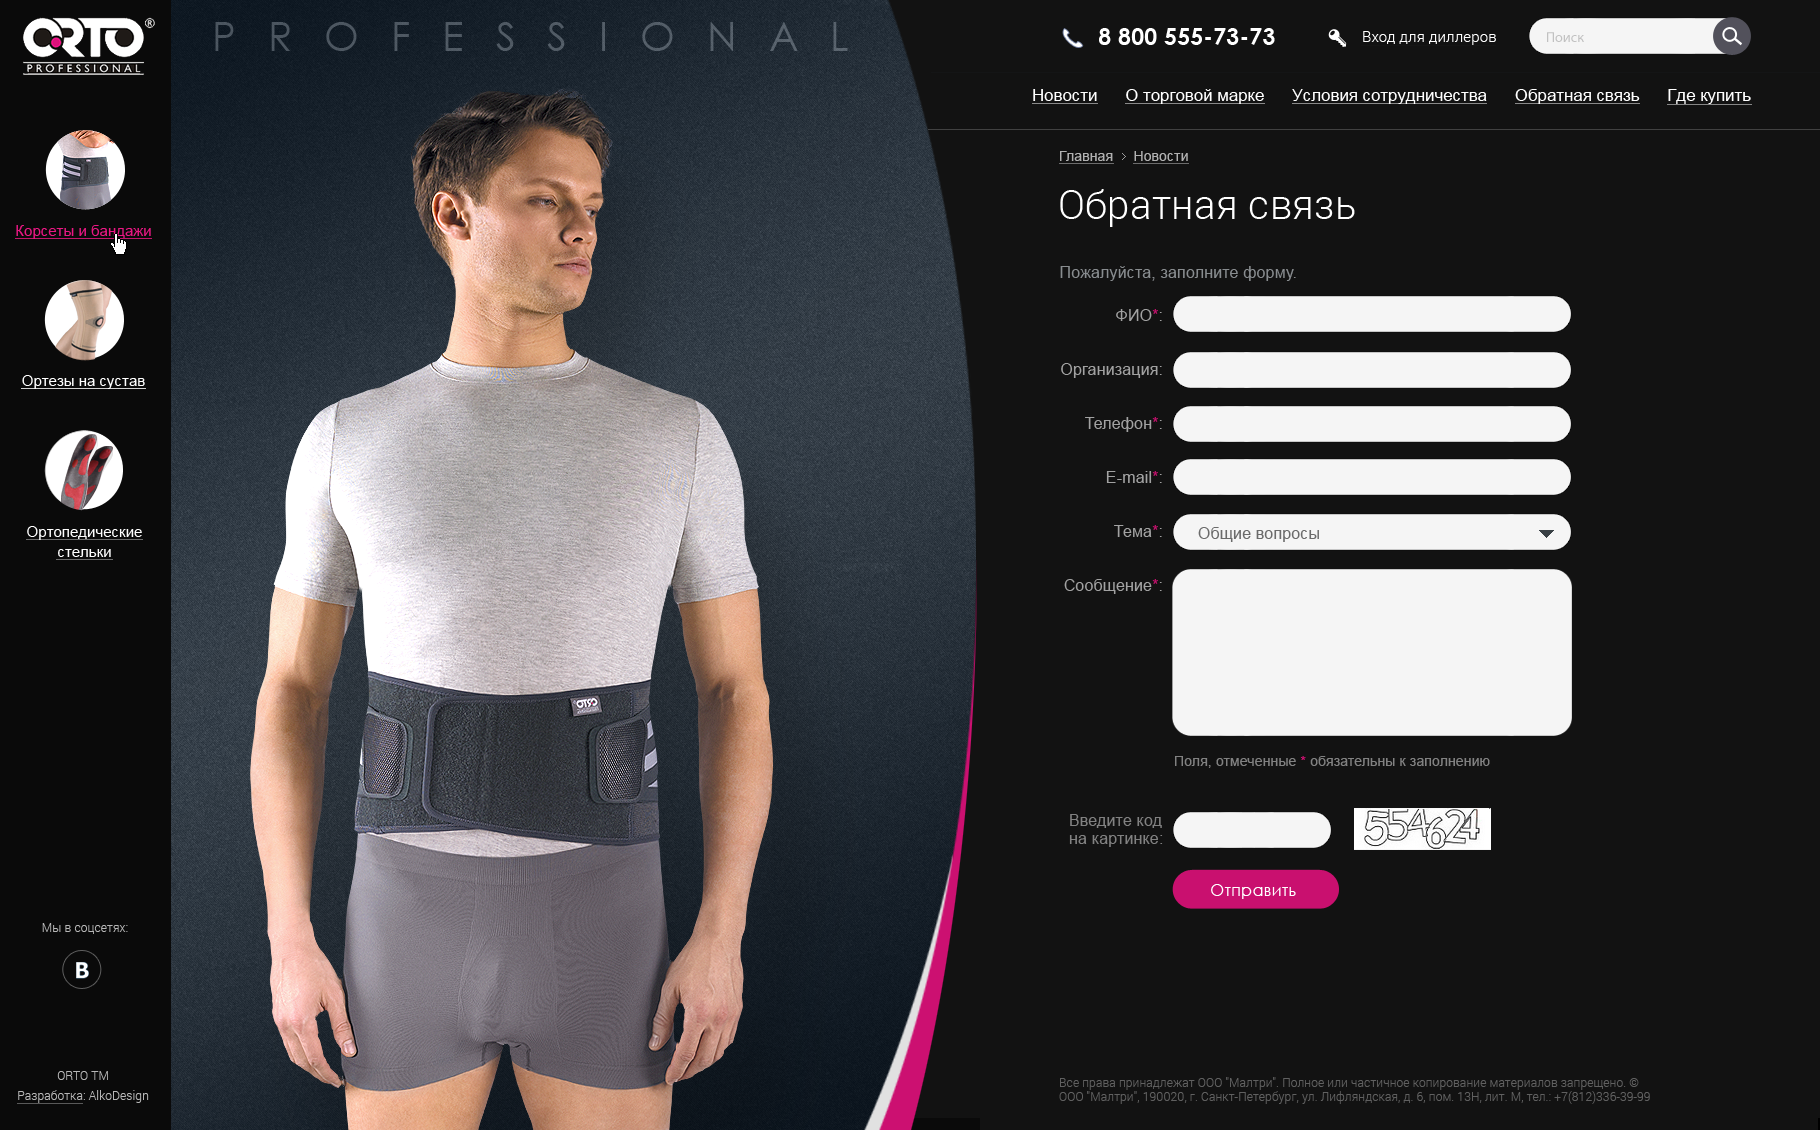 ORTO®
PROFESSIONAL
PROFESSIONAL
8 800 555-73-73
Вход для диллеров
Поиск
Новости
О торговой марке
Условия сотрудничества
Обратная связь
Где купить
Корсеты и бандажи
Ортезы на сустав
Ортопедические
стельки
Мы в соцсетях:
В
ORTO TM
Разработка: AlkoDesign
ORTO
Главная > Новости
Обратная связь
Пожалуйста, заполните форму.
ФИО*:
Организация:
Телефон*:
E-mail*:
Тема*:
Общие вопросы
Сообщение*:
Поля, отмеченные * обязательны к заполнению
Введите код
на картинке:
554624
Отправить
Все права принадлежат ООО "Малтри". Полное или частичное копирование материалов запрещено. ©
ООО "Малтри", 190020, г. Санкт-Петербург, ул. Лифляндская, д. 6, пом. 13Н, лит. М, тел.: +7(812)336-39-99